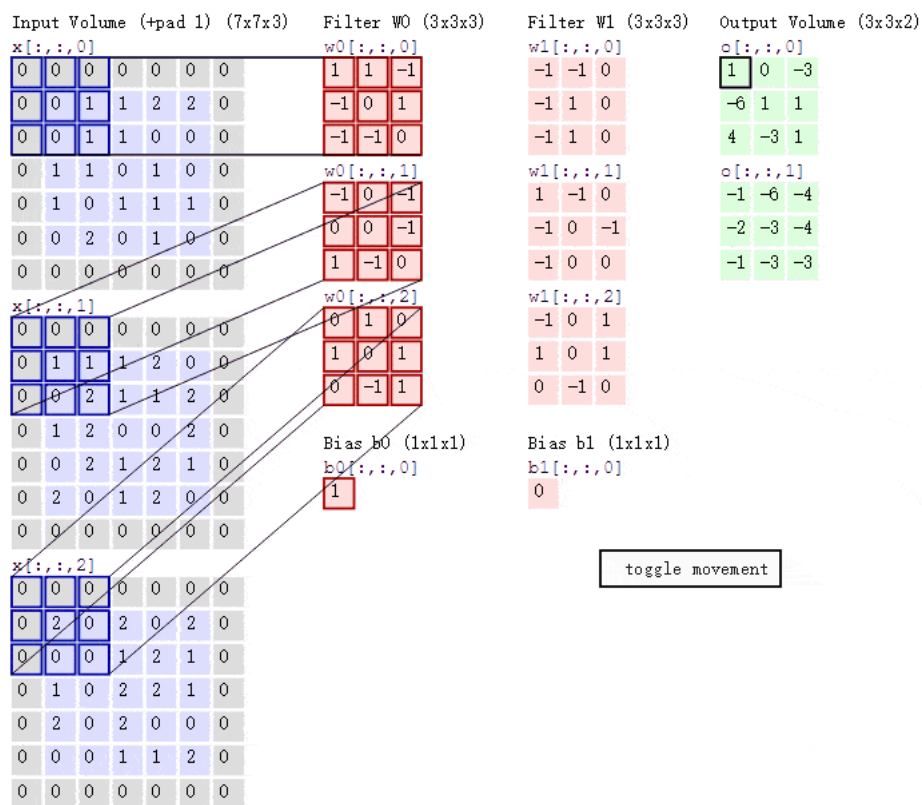 Input Volume (+pad 1) (7x7x3)
x[:,:,0]
0 0 0 0 0 0 0
0 0 1 1 2 2 0
0 0 1 1 0 0 0
0 1 1 0 1 0 0
0 1 0 1 1 1 0
0 0 2 0 1 0 0
0 0 0 0 0 0 0
x[:,:,1]
0 0 0 0 0 0 0
0 1 1 1 2 0 0
0 0 2 1 1 2 0
0 1 2 0 0 2 0
0 0 2 1 2 1 0
0 2 0 1 2 0 0
0 0 0 0 0 0 0
x[:,:,2]
0 0 0 0 0 0 0
0 2 0 2 0 2 0
0 0 0 1 2 1 0
0 1 0 2 2 1 0
0 2 0 2 0 0 0
0 0 0 1 1 2 0
0 0 0 0 0 0 0
Filter W0 (3x3x3)
w0[:,:,0]
1 1 -1
-1 0 1
-1 -1 0
w0[:,:,1]
-1 0 -1
0 0 -1
1 -1 0
w0[:,:,2]
0 1 0
1 0 1
0 -1 1
Bias b0 (1x1x1)
b0[:,:,0]
1
Filter W1 (3x3x3)
w1[:,:,0]
-1 -1 0
-1 1 0
-1 1 0
w1[:,:,1]
1 -1 0
-1 0 -1
-1 0 0
w1[:,:,2]
-1 0 1
1 0 1
0 -1 0
Bias b1 (1x1x1)
b1[:,:,0]
0
Output Volume (3x3x2)
o[:,:,0]
1 0 -3
-6 1 1
4 -3 1
o[:,:,1]
-1 -6 -4
-2 -3 -4
-1 -3 -3
toggle movement